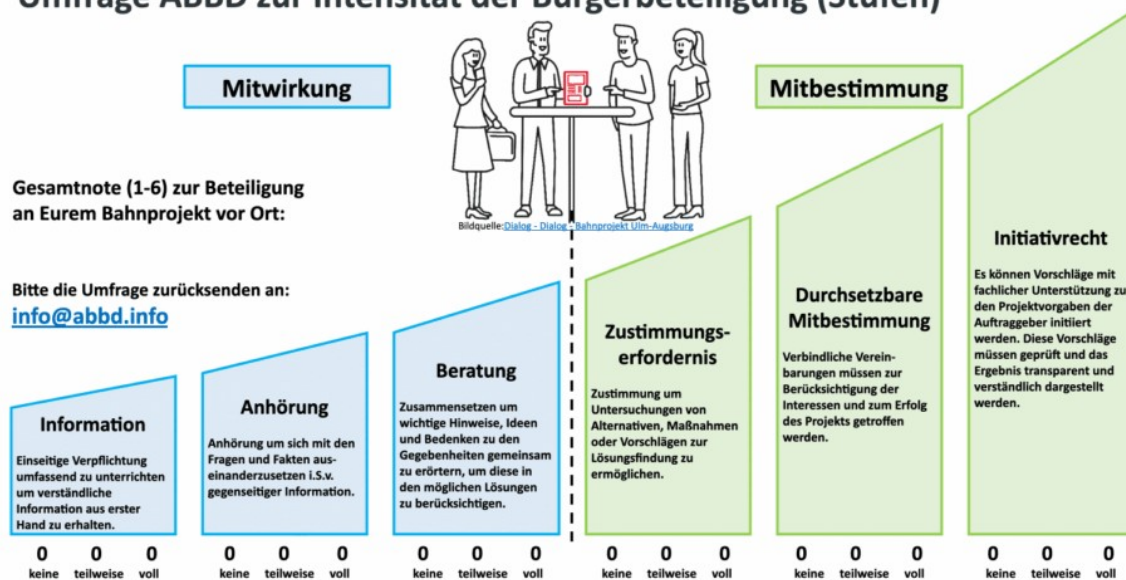 Umfrage ABBD zur Intensität der Bürgerbeteiligung (Stufen)
Mitwirkung
Mitbestimmung
Gesamtnote (1-6) zur Beteiligung
an Eurem Bahnprojekt vor Ort:
Bildquelle:Dialog - Dialog - Bahnprojekt Ulm-Augsburg
Bitte die Umfrage zurücksenden an:
info@abbd.info
Information
Einseitige Verpflichtung
umfassend zu unterrichten
um verständliche
Information aus erster
Hand zu erhalten.
Anhörung
Anhörung um sich mit den
Fragen und Fakten aus-
einanderzusetzen i.S.v.
gegenseitiger Information.
Beratung
Zusammensetzen um
wichtige Hinweise, Ideen
und Bedenken zu den
Gegebenheiten gemeinsam
zu erörtern, um diese in
den möglichen Lösungen
zu berücksichtigen.
Zustimmungs-
erfordernis
Zustimmung um
Untersuchungen von
Alternativen, Maßnahmen
oder Vorschlägen zur
Lösungsfindung zu
ermöglichen.
Durchsetzbare
Mitbestimmung
Verbindliche Verein-
barungen müssen zur
Berücksichtigung der
Interessen und zum Erfolg
des Projekts getroffen
werden.
Initiativrecht
Es können Vorschläge mit
fachlicher Unterstützung zu
den Projektvorgaben der
Auftraggeber initiiert
werden. Diese Vorschläge
müssen geprüft und das
Ergebnis transparent und
verständlich dargestellt
werden.
0 0 0 0 0 0 0 0 0 0 0 0 0 0 0 0 0 0
keine teilweise voll keine teilweise voll keine teilweise voll keine teilweise voll keine teilweise voll keine teilweise voll